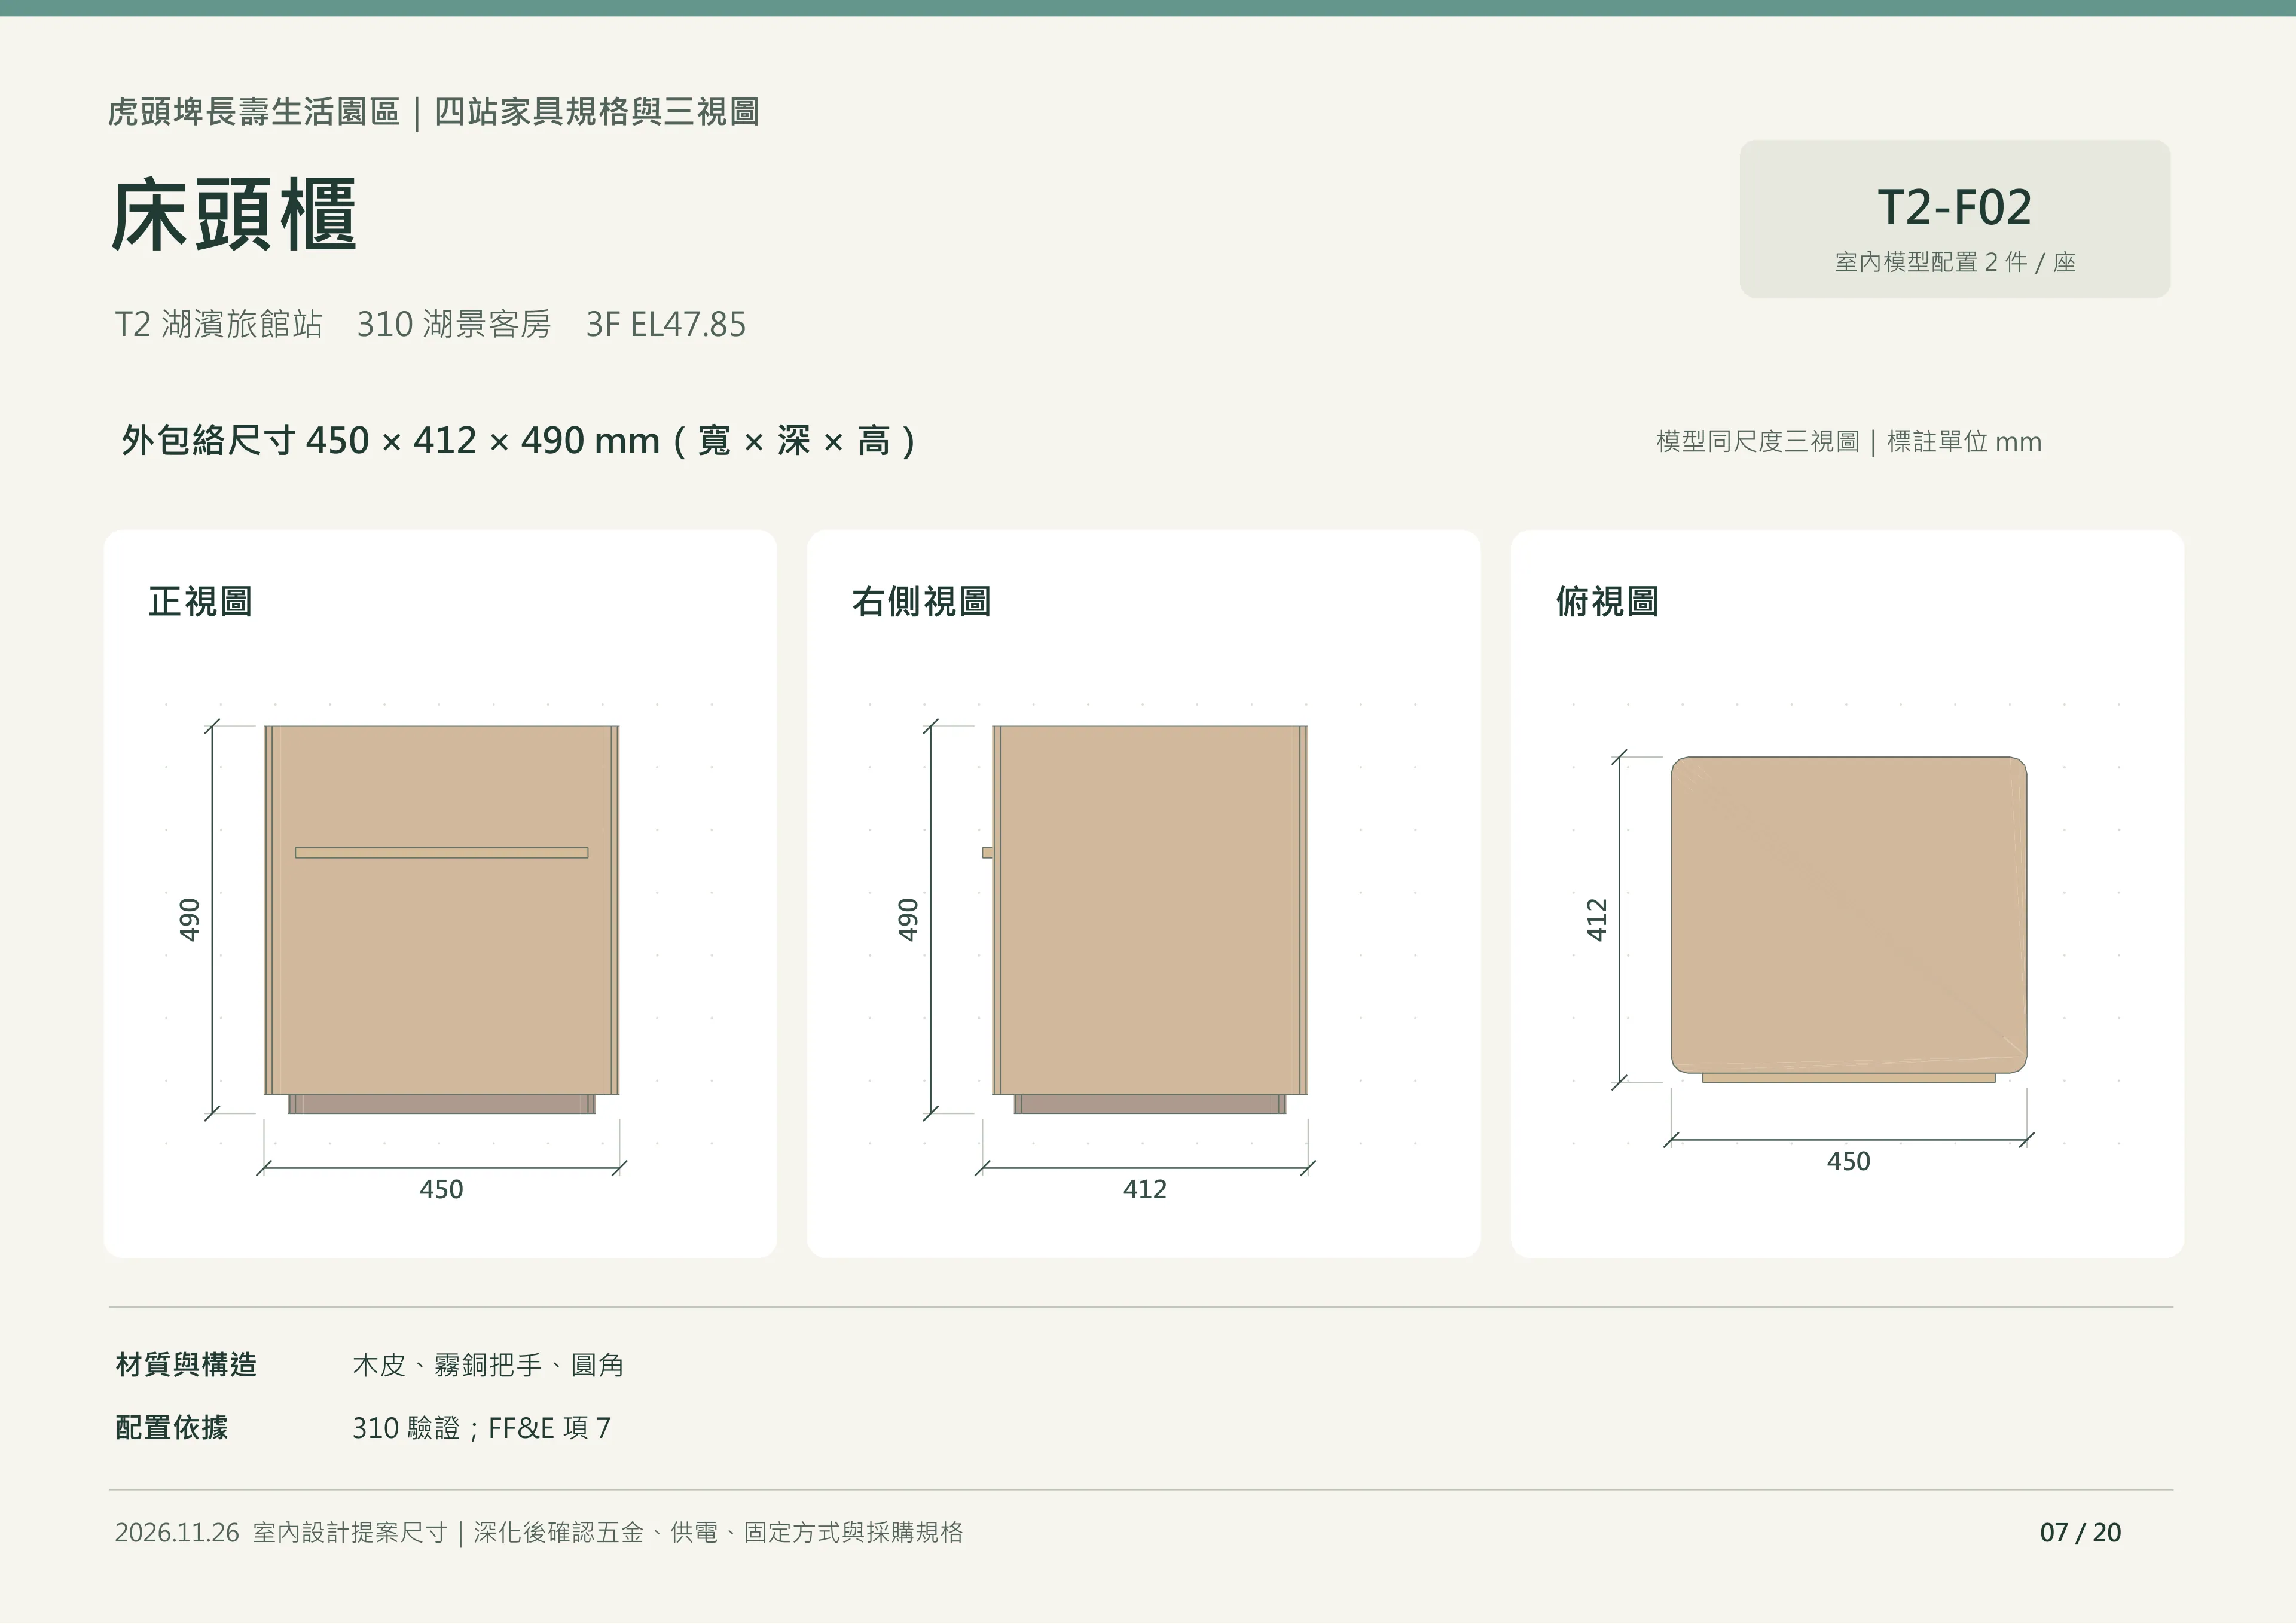 虎頭埤長壽生活園區｜四站家具規格與三視圖
床頭櫃
T2-F02
室內模型配置 2 件 / 座
T2 湖濱旅館站　310 湖景客房　3F EL47.85
外包絡尺寸 450 × 412 × 490 mm（寬 × 深 × 高）
模型同尺度三視圖｜標註單位 mm
正視圖
490
450
右側視圖
490
412
俯視圖
412
450
材質與構造　木皮、霧銅把手、圓角
配置依據　310 驗證；FF&E 項 7
2026.11.26 室內設計提案尺寸｜深化後確認五金、供電、固定方式與採購規格
07 / 20